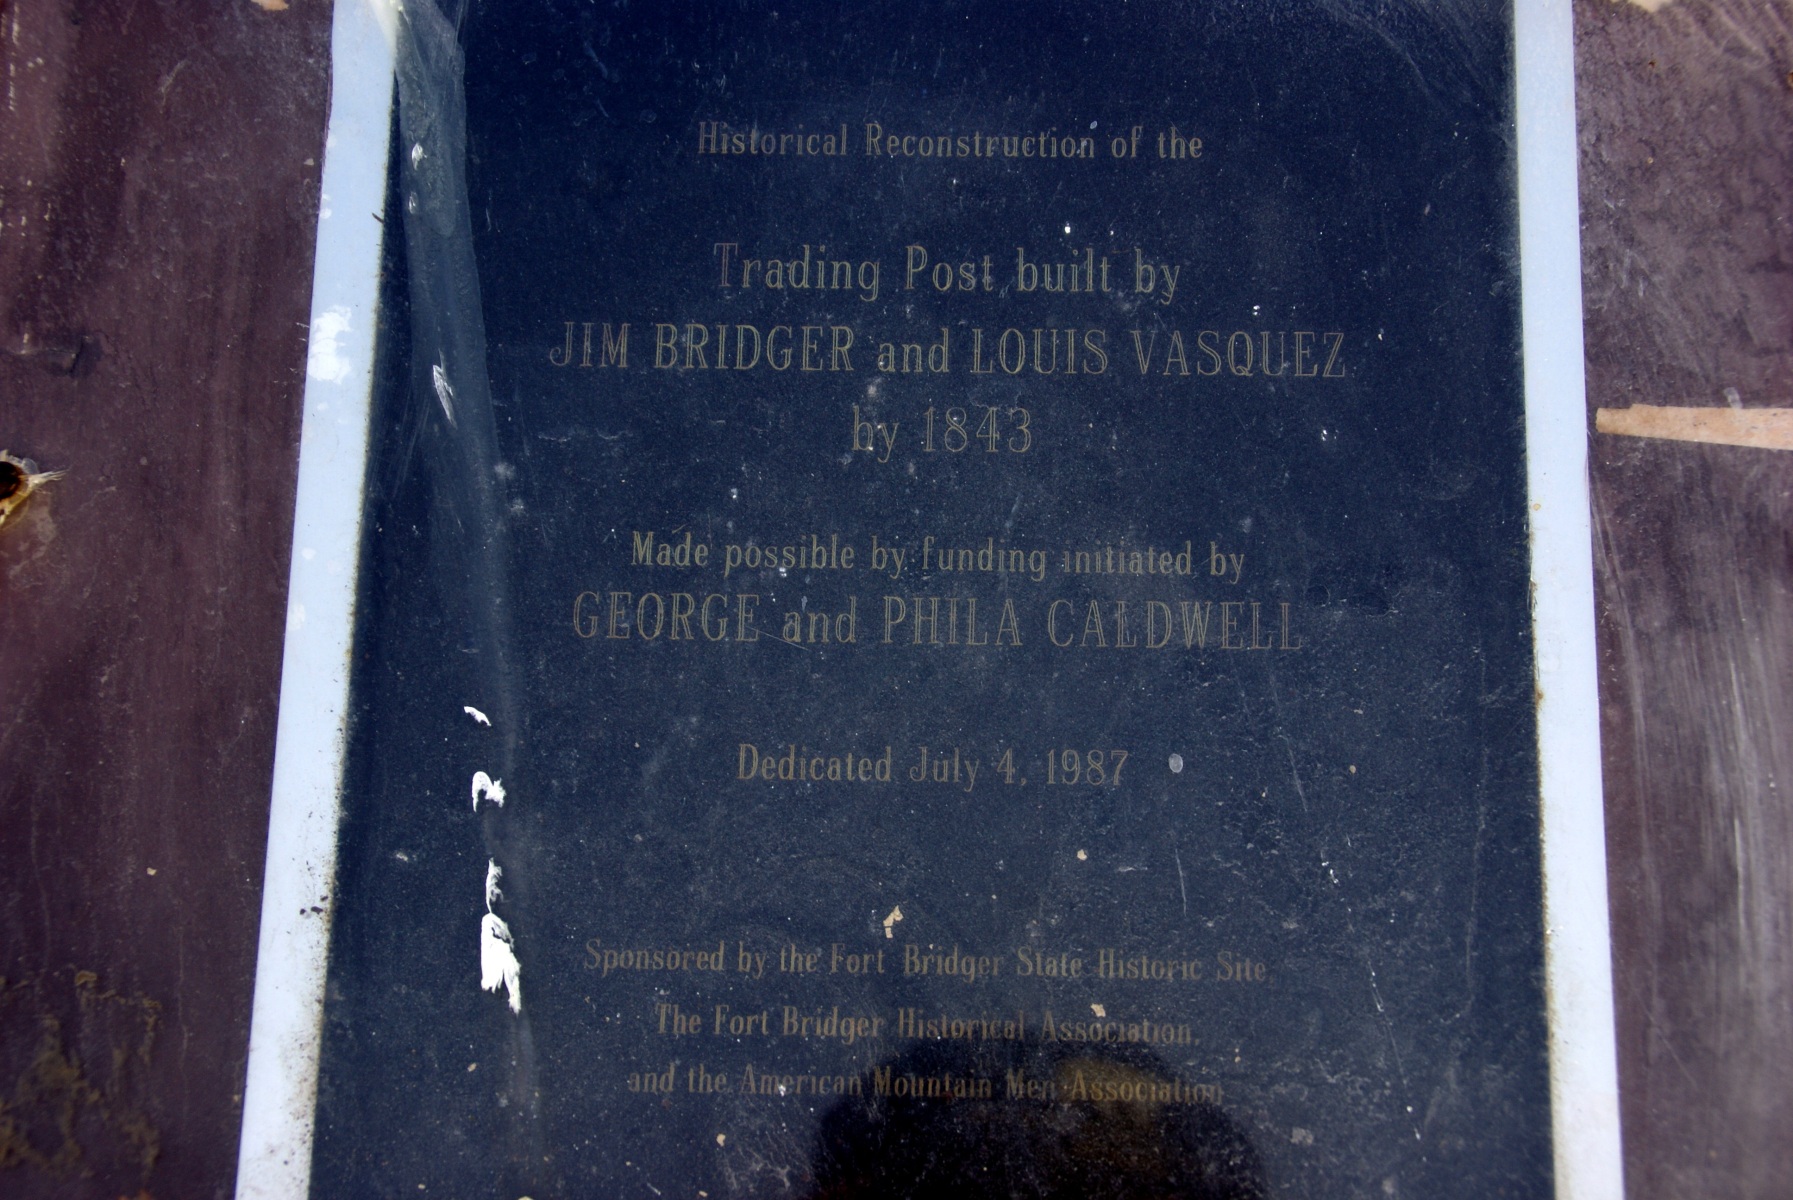 Historical Reconstruction of the
Trading Post built by
JIM BRIDGER and LOUIS VASQUEZ
by 1843
Made possible by funding initiated by
GEORGE and PHILA CALDWELL
Dedicated July 4, 1987
Sponsored by the Fort Bridger State Historic Site,
The Fort Bridger Historical Association,
and the American Mountain Men Association